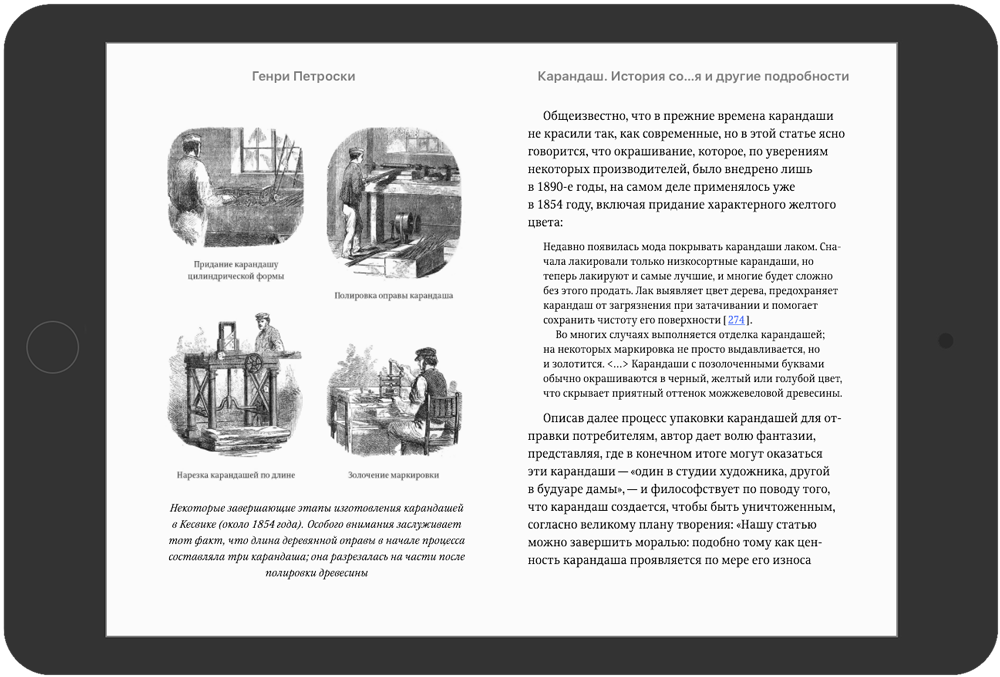 Генри Петроски
Придание карандашу
цилиндрической формы
Полировка оправы карандаша
Нарезка карандашей по длине
Золочение маркировки
Некоторые завершающие этапы изготовления карандашей
в Кесвике (около 1854 года). Особого внимания заслуживает
тот факт, что длина деревянной оправы в начале процесса
составляла три карандаша; она разрезалась на части после
полировки древесины
Карандаш. История со...я и другие подробности
Общеизвестно, что в прежние времена карандаши
не красили так, как современные, но в этой статье ясно
говорится, что окрашивание, которое, по уверениям
некоторых производителей, было внедрено лишь
в 1890-е годы, на самом деле применялось уже
в 1854 году, включая придание характерного желтого
цвета:
Недавно появилась мода покрывать карандаши лаком. Сна-
чала лакировали только низкосортные карандаши, но
теперь лакируют и самые лучшие, и многие будет сложно
без этого продать. Лак выявляет цвет дерева, предохраняет
карандаш от загрязнения при затачивании и помогает
сохранить чистоту его поверхности [274].
Во многих случаях выполняется отделка карандашей;
на некоторых маркировка не просто выдавливается, но
и золотится. <...> Карандаши с позолоченными буквами
обычно окрашиваются в черный, желтый или голубой цвет,
что скрывает приятный оттенок можжевеловой древесины.
Описав далее процесс упаковки карандашей для от-
правки потребителям, автор дает волю фантазии,
представляя, где в конечном итоге могут оказаться
эти карандаши — «один в студии художника, другой
в будуаре дамы», — и философствует по поводу того,
что карандаш создается, чтобы быть уничтоженным,
согласно великому плану творения: «Нашу статью
можно завершить моралью: подобно тому как цен-
ность карандаша проявляется по мере его износа